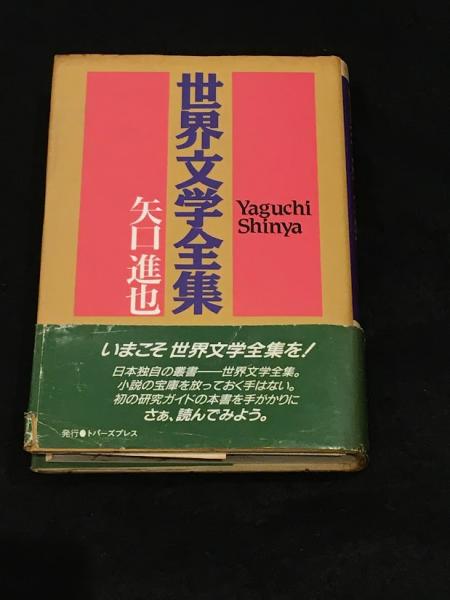 世界文学全集
矢口進也
Yaguchi
Shinya
いまこそ世界文学全集を!
日本独自の叢書――世界文学全集。
小説の宝庫を放っておく手はない。
初の研究ガイドの本書を手がかりに
さあ、読んでみよう。
発行●トパーズプレス